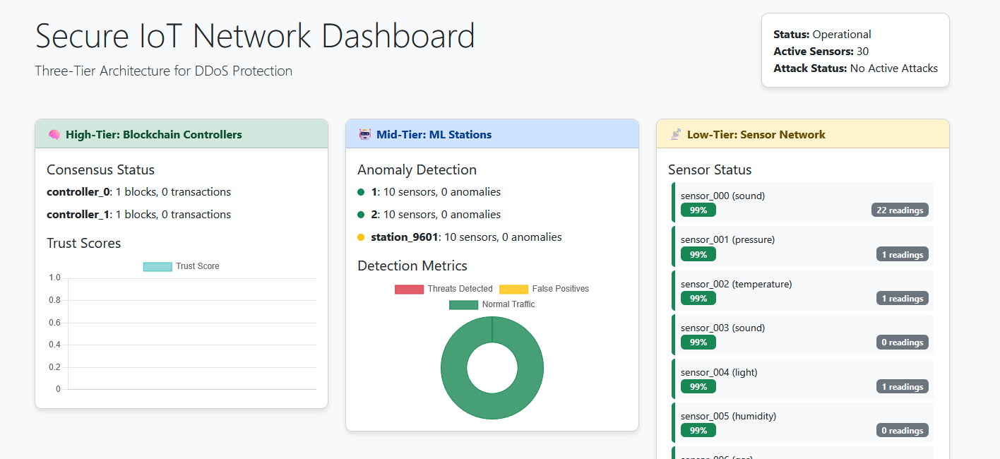 Secure IoT Network Dashboard
Three-Tier Architecture for DDoS Protection
Status: Operational
Active Sensors: 30
Attack Status: No Active Attacks
High-Tier: Blockchain Controllers
Consensus Status
controller_0: 1 blocks, 0 transactions
controller_1: 1 blocks, 0 transactions
Trust Scores
Trust Score
1.0
0.8
0.6
0.4
0.2
0
Mid-Tier: ML Stations
Anomaly Detection
1: 10 sensors, 0 anomalies
2: 10 sensors, 0 anomalies
station_9601: 10 sensors, 0 anomalies
Detection Metrics
Threats Detected False Positives
Normal Traffic
Low-Tier: Sensor Network
Sensor Status
sensor_000 (sound)
99% 22 readings
sensor_001 (pressure)
99% 1 readings
sensor_002 (temperature)
99% 1 readings
sensor_003 (sound)
99% 0 readings
sensor_004 (light)
99% 1 readings
sensor_005 (humidity)
99% 0 readings